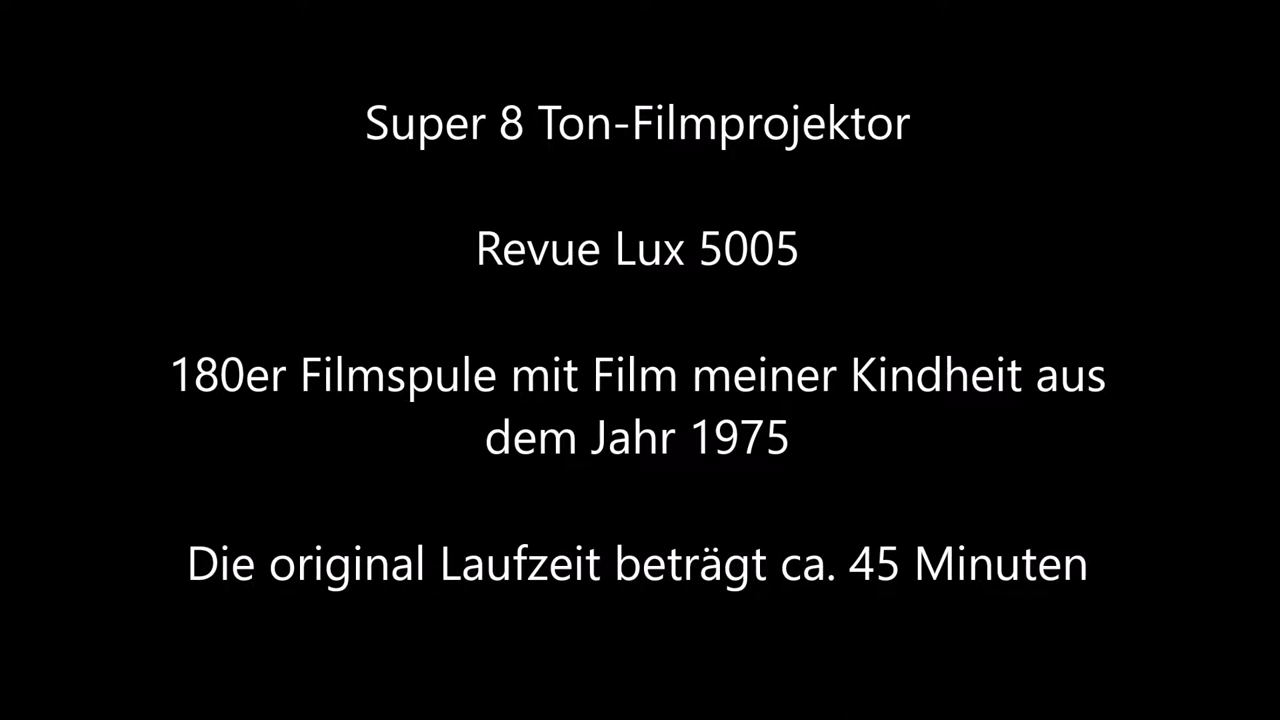 Super 8 Ton-Filmprojektor
Revue Lux 5005
180er Filmspule mit Film meiner Kindheit aus
dem Jahr 1975
Die original Laufzeit beträgt ca. 45 Minuten